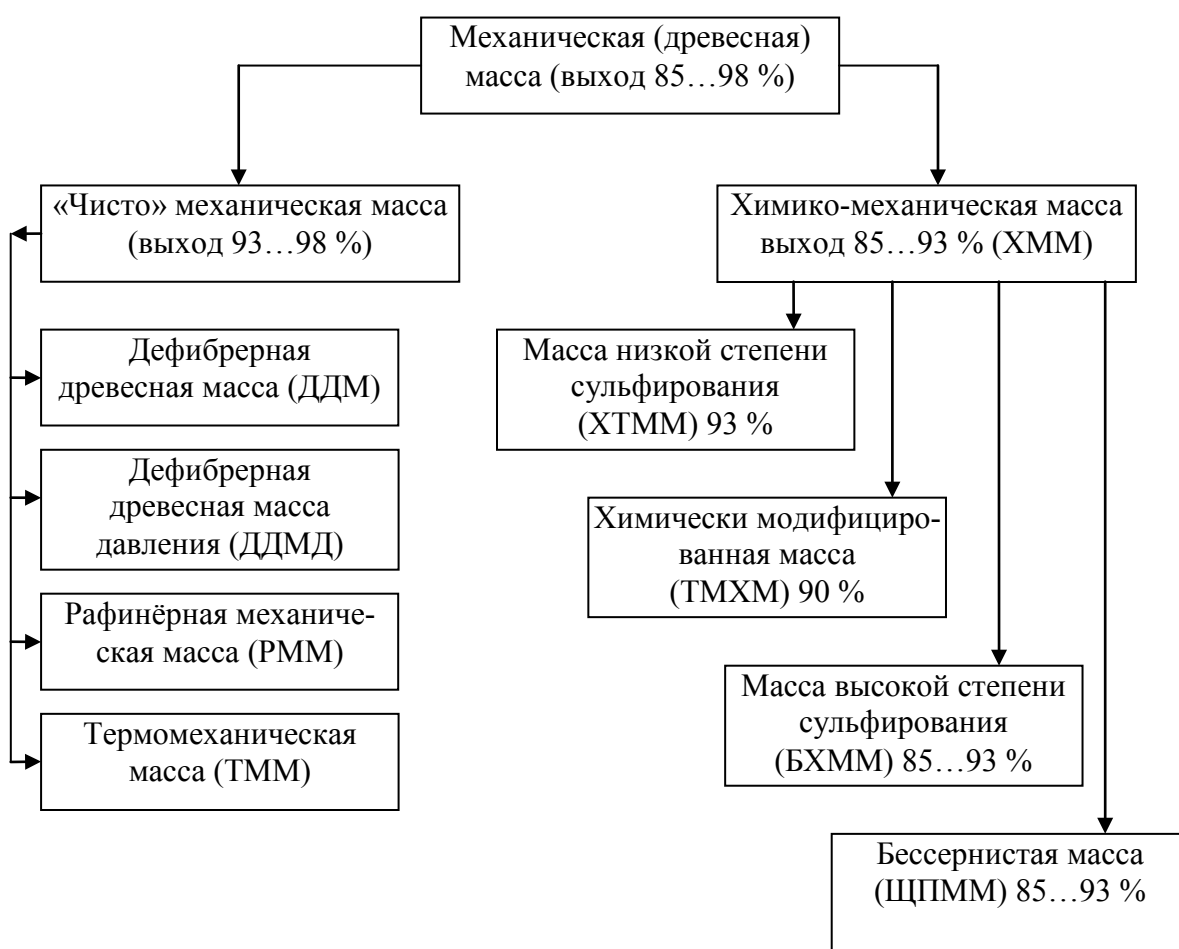 Механическая (древесная)
масса (выход 85…98 %)
«Чисто» механическая масса
(выход 93…98 %)
Химико-механическая масса
выход 85…93 % (ХММ)
Дефибрерная
древесная масса (ДДМ)
Дефибрерная
древесная масса
давления (ДДМД)
Рафинёрная механиче-
ская масса (РММ)
Термомеханическая
масса (ТММ)
Масса низкой степени
сульфирования
(ХТММ) 93 %
Химически модифициро-
ванная масса
(ТМХМ) 90 %
Масса высокой степени
сульфирования
(БХММ) 85…93 %
Бессернистая масса
(ЩПММ) 85…93 %